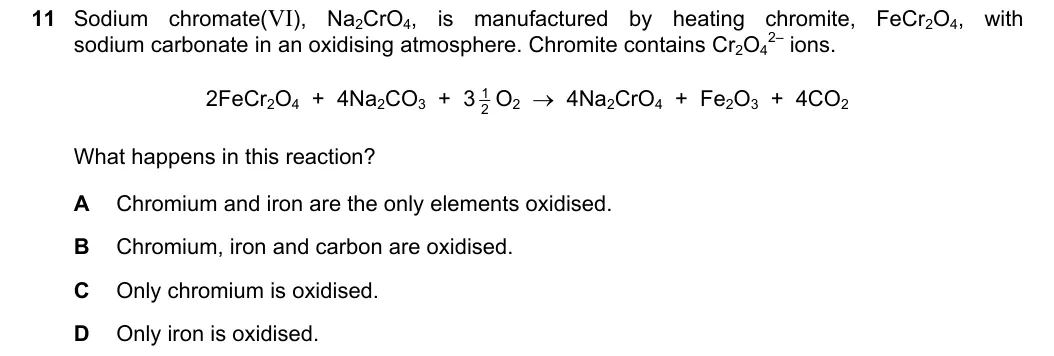 11 Sodium chromate(VI), Na₂CrO₄, is manufactured by heating chromite, FeCr₂O₄, with
sodium carbonate in an oxidising atmosphere. Chromite contains Cr₂O₄²⁻ ions.
2FeCr₂O₄ + 4Na₂CO₃ + 3½O₂ → 4Na₂CrO₄ + Fe₂O₃ + 4CO₂
What happens in this reaction?
A Chromium and iron are the only elements oxidised.
B Chromium, iron and carbon are oxidised.
C Only chromium is oxidised.
D Only iron is oxidised.